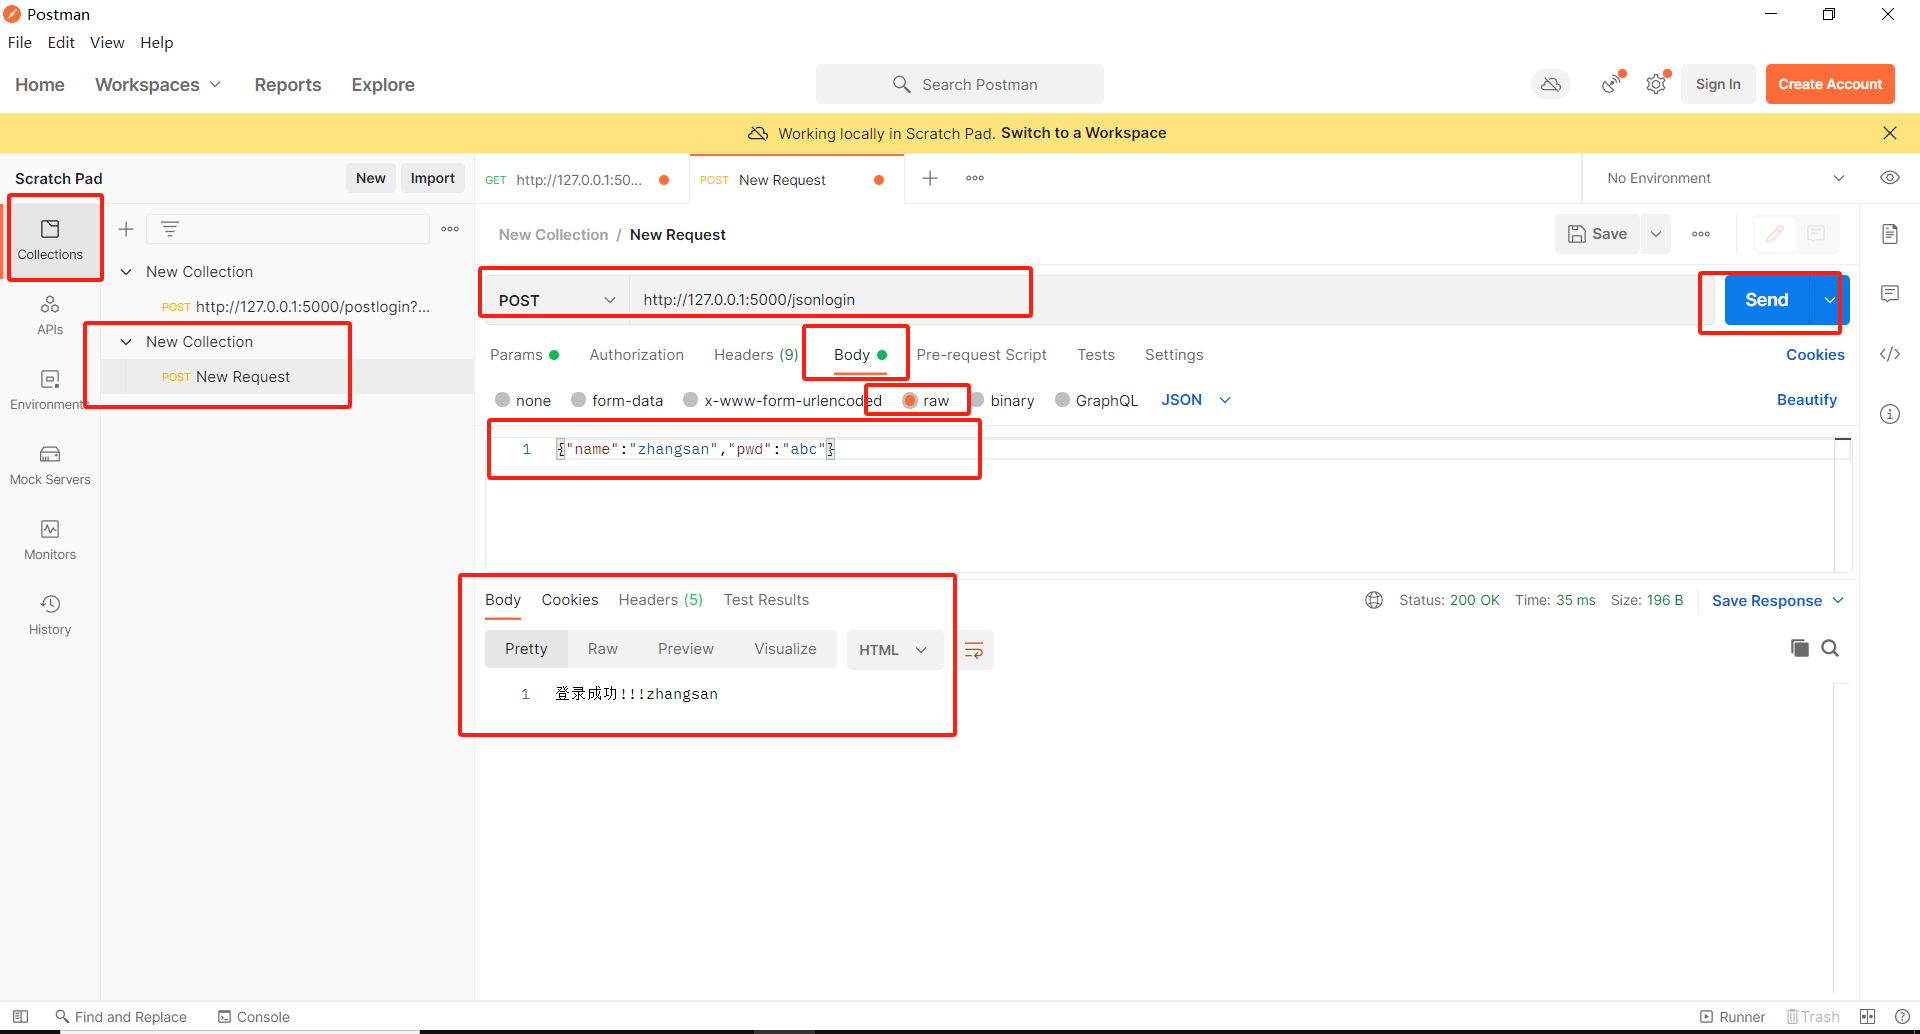 Postman
File Edit View Help
Home Workspaces Reports Explore Search Postman Sign In Create Account
Working locally in Scratch Pad. Switch to a Workspace
Scratch Pad New Import GET http://127.0.0.1:50... POST New Request No Environment
Collections
APIs
Environments
Mock Servers
Monitors
History
New Collection
POST http://127.0.0.1:5000/postlogin?...
New Collection
POST New Request
New Collection / New Request Save
POST http://127.0.0.1:5000/jsonlogin Send
Params Authorization Headers (9) Body Pre-request Script Tests Settings Cookies
none form-data x-www-form-urlencoded raw binary GraphQL JSON Beautify
1 {"name":"zhangsan","pwd":"abc"}
Body Cookies Headers (5) Test Results Status: 200 OK Time: 35 ms Size: 196 B Save Response
Pretty Raw Preview Visualize HTML
1 登录成功!!!zhangsan
Find and Replace Console Runner Trash